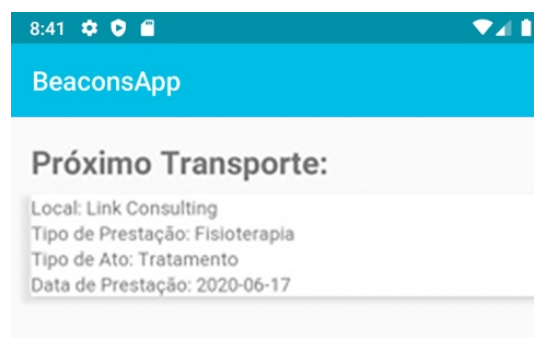 8:41
BeaconsApp
Próximo Transporte:
Local: Link Consulting
Tipo de Prestação: Fisioterapia
Tipo de Ato: Tratamento
Data de Prestação: 2020-06-17